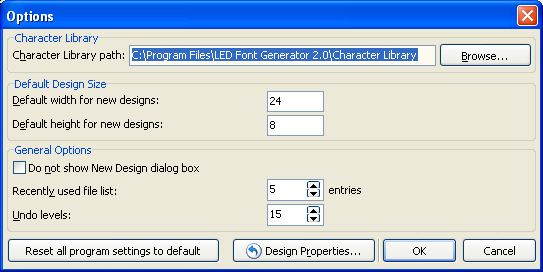 Options
Character Library
Character Library path: C:\Program Files\LED Font Generator 2.0\Character Library Browse...
Default Design Size
Default width for new designs: 24
Default height for new designs: 8
General Options
Do not show New Design dialog box
Recently used file list: 5 entries
Undo levels: 15
Reset all program settings to default Design Properties... OK Cancel